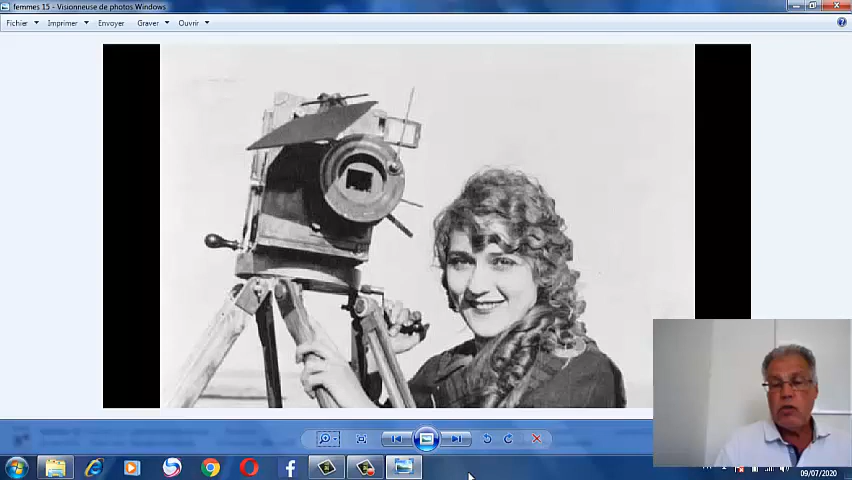 femmes 15 - Visionneuse de photos Windows
Fichier Imprimer Envoyer Graver Ouvrir
09/07/2020